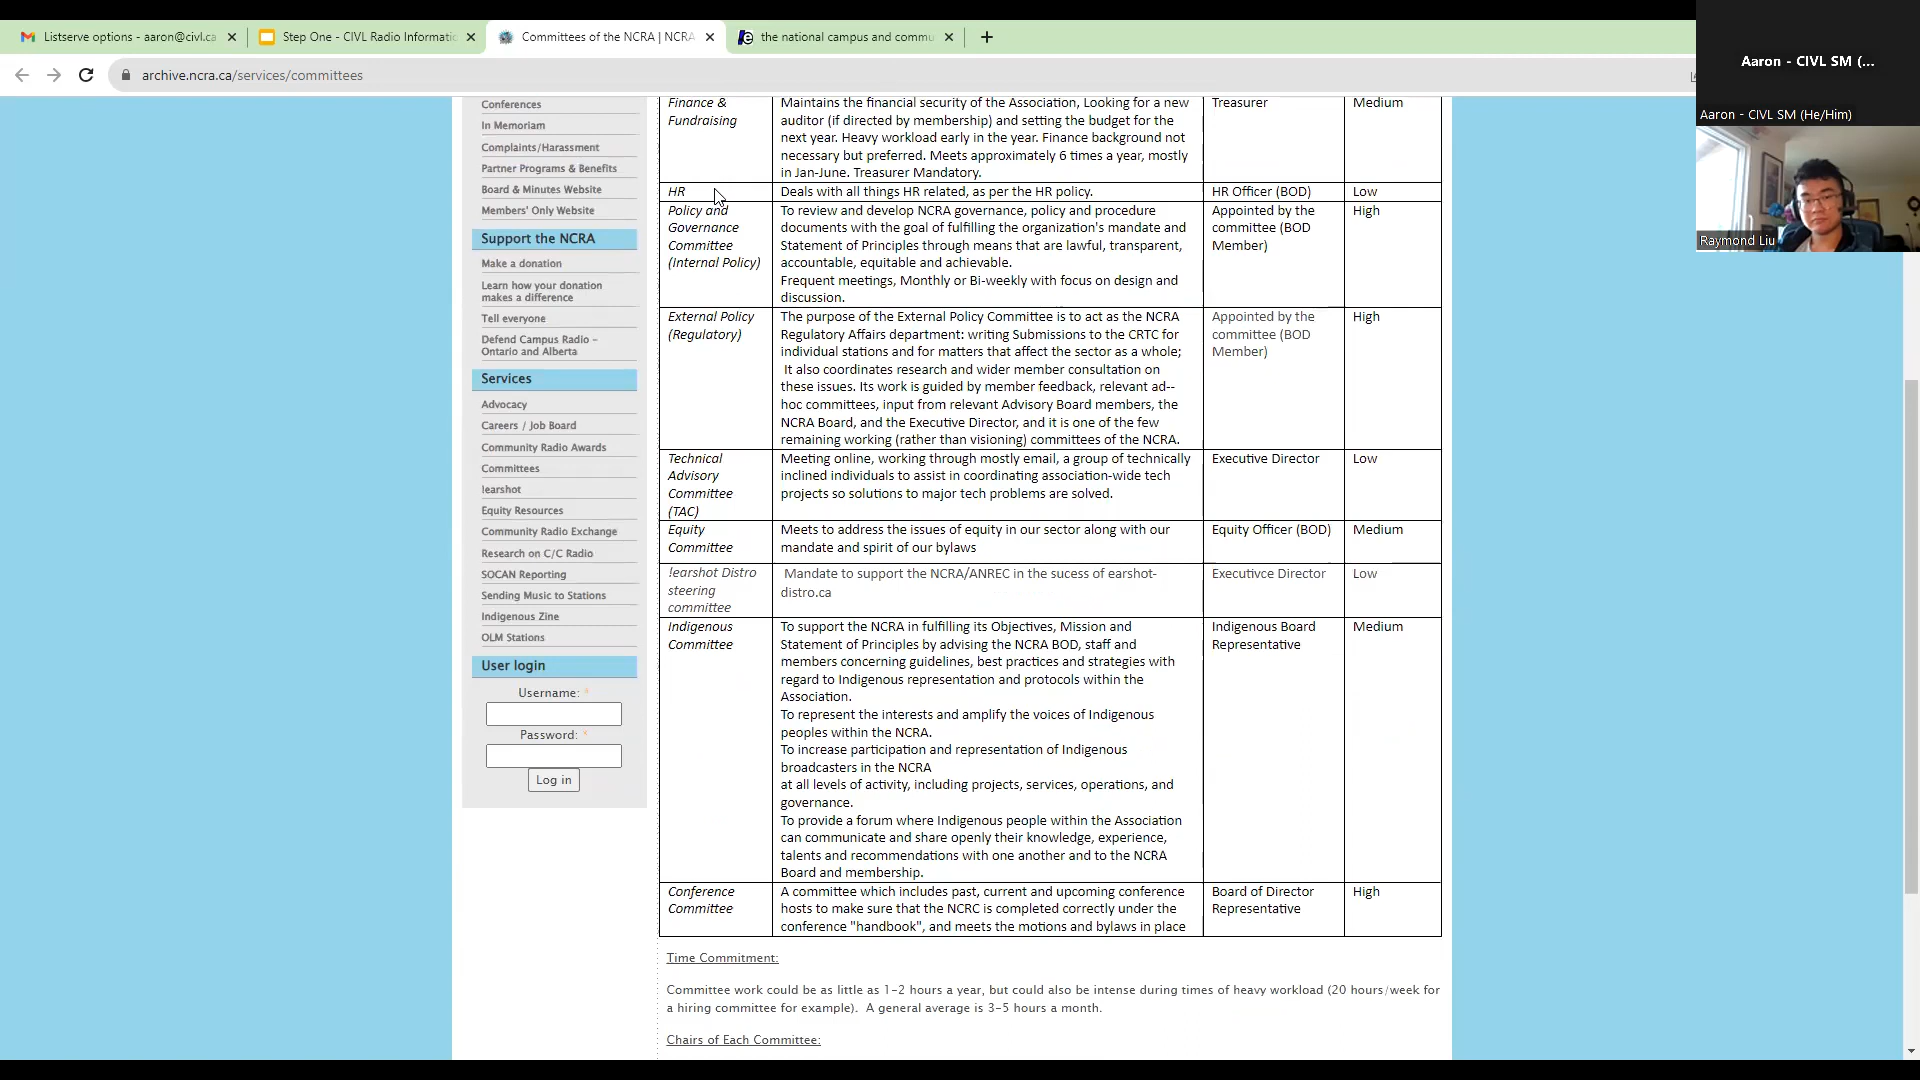 Listserve options - aaron@civl.ca
Step One - CIVL Radio Informatic
Committees of the NCRA | NCRA
the national campus and commu
archive.ncra.ca/services/committees
Aaron - CIVL SM (...
Aaron - CIVL SM (He/Him)
Raymond Liu
Conferences
In Memoriam
Complaints/Harassment
Partner Programs & Benefits
Board & Minutes Website
Members' Only Website
Support the NCRA
Make a donation
Learn how your donation
makes a difference
Tell everyone
Defend Campus Radio -
Ontario and Alberta
Services
Advocacy
Careers / Job Board
Community Radio Awards
Committees
!earshot
Equity Resources
Community Radio Exchange
Research on C/C Radio
SOCAN Reporting
Sending Music to Stations
Indigenous Zine
OLM Stations
User login
Username: *
Password: *
Log in
Finance &
Fundraising
Maintains the financial security of the Association, Looking for a new
auditor (if directed by membership) and setting the budget for the
next year. Heavy workload early in the year. Finance background not
necessary but preferred. Meets approximately 6 times a year, mostly
in Jan-June. Treasurer Mandatory.
Treasurer
Medium
HR
Deals with all things HR related, as per the HR policy.
HR Officer (BOD)
Low
Policy and
Governance
Committee
(Internal Policy)
To review and develop NCRA governance, policy and procedure
documents with the goal of fulfilling the organization's mandate and
Statement of Principles through means that are lawful, transparent,
accountable, equitable and achievable.
Frequent meetings, Monthly or Bi-weekly with focus on design and
discussion.
Appointed by the
committee (BOD
Member)
High
External Policy
(Regulatory)
The purpose of the External Policy Committee is to act as the NCRA
Regulatory Affairs department: writing Submissions to the CRTC for
individual stations and for matters that affect the sector as a whole;
It also coordinates research and wider member consultation on
these issues. Its work is guided by member feedback, relevant ad--
hoc committees, input from relevant Advisory Board members, the
NCRA Board, and the Executive Director, and it is one of the few
remaining working (rather than visioning) committees of the NCRA.
Appointed by the
committee (BOD
Member)
High
Technical
Advisory
Committee
(TAC)
Meeting online, working through mostly email, a group of technically
inclined individuals to assist in coordinating association-wide tech
projects so solutions to major tech problems are solved.
Executive Director
Low
Equity
Committee
Meets to address the issues of equity in our sector along with our
mandate and spirit of our bylaws
Equity Officer (BOD)
Medium
!earshot Distro
steering
committee
Mandate to support the NCRA/ANREC in the sucess of earshot-
distro.ca
Executivce Director
Low
Indigenous
Committee
To support the NCRA in fulfilling its Objectives, Mission and
Statement of Principles by advising the NCRA BOD, staff and
members concerning guidelines, best practices and strategies with
regard to Indigenous representation and protocols within the
Association.
To represent the interests and amplify the voices of Indigenous
peoples within the NCRA.
To increase participation and representation of Indigenous
broadcasters in the NCRA
at all levels of activity, including projects, services, operations, and
governance.
To provide a forum where Indigenous people within the Association
can communicate and share openly their knowledge, experience,
talents and recommendations with one another and to the NCRA
Board and membership.
Indigenous Board
Representative
Medium
Conference
Committee
A committee which includes past, current and upcoming conference
hosts to make sure that the NCRC is completed correctly under the
conference "handbook", and meets the motions and bylaws in place
Board of Director
Representative
High
Time Commitment:
Committee work could be as little as 1-2 hours a year, but could also be intense during times of heavy workload (20 hours/week for
a hiring committee for example). A general average is 3-5 hours a month.
Chairs of Each Committee: